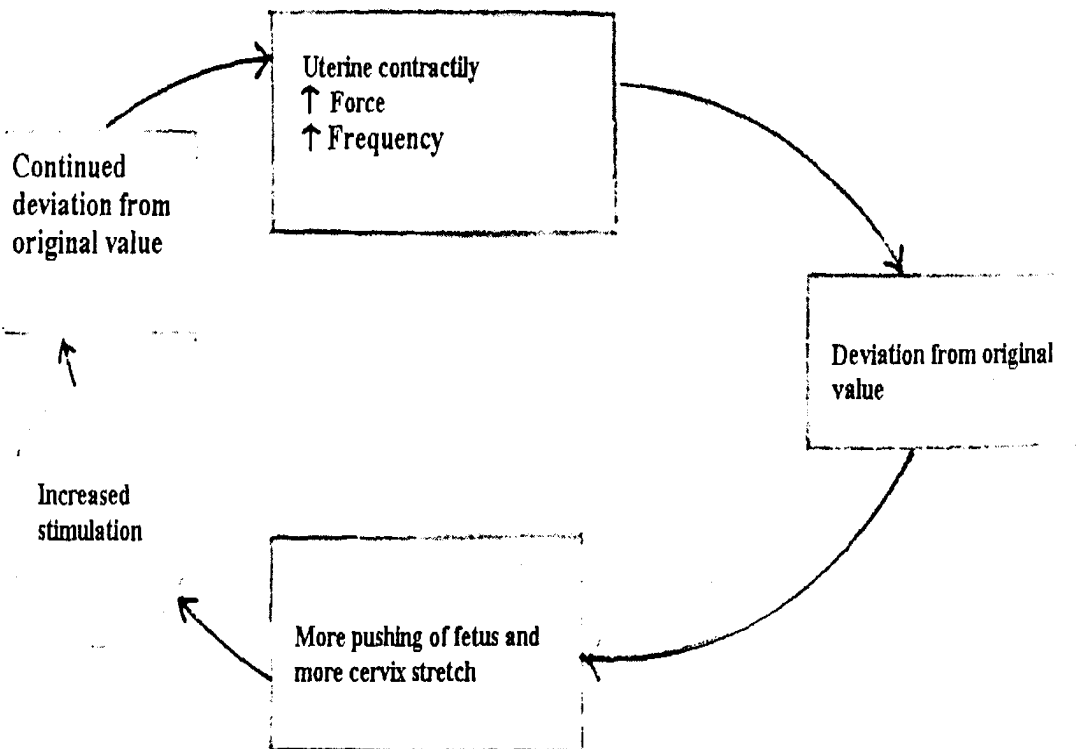 Uterine contractily
↑ Force
↑ Frequency
Continued
deviation from
original value
Deviation from original
value
Increased
stimulation
More pushing of fetus and
more cervix stretch